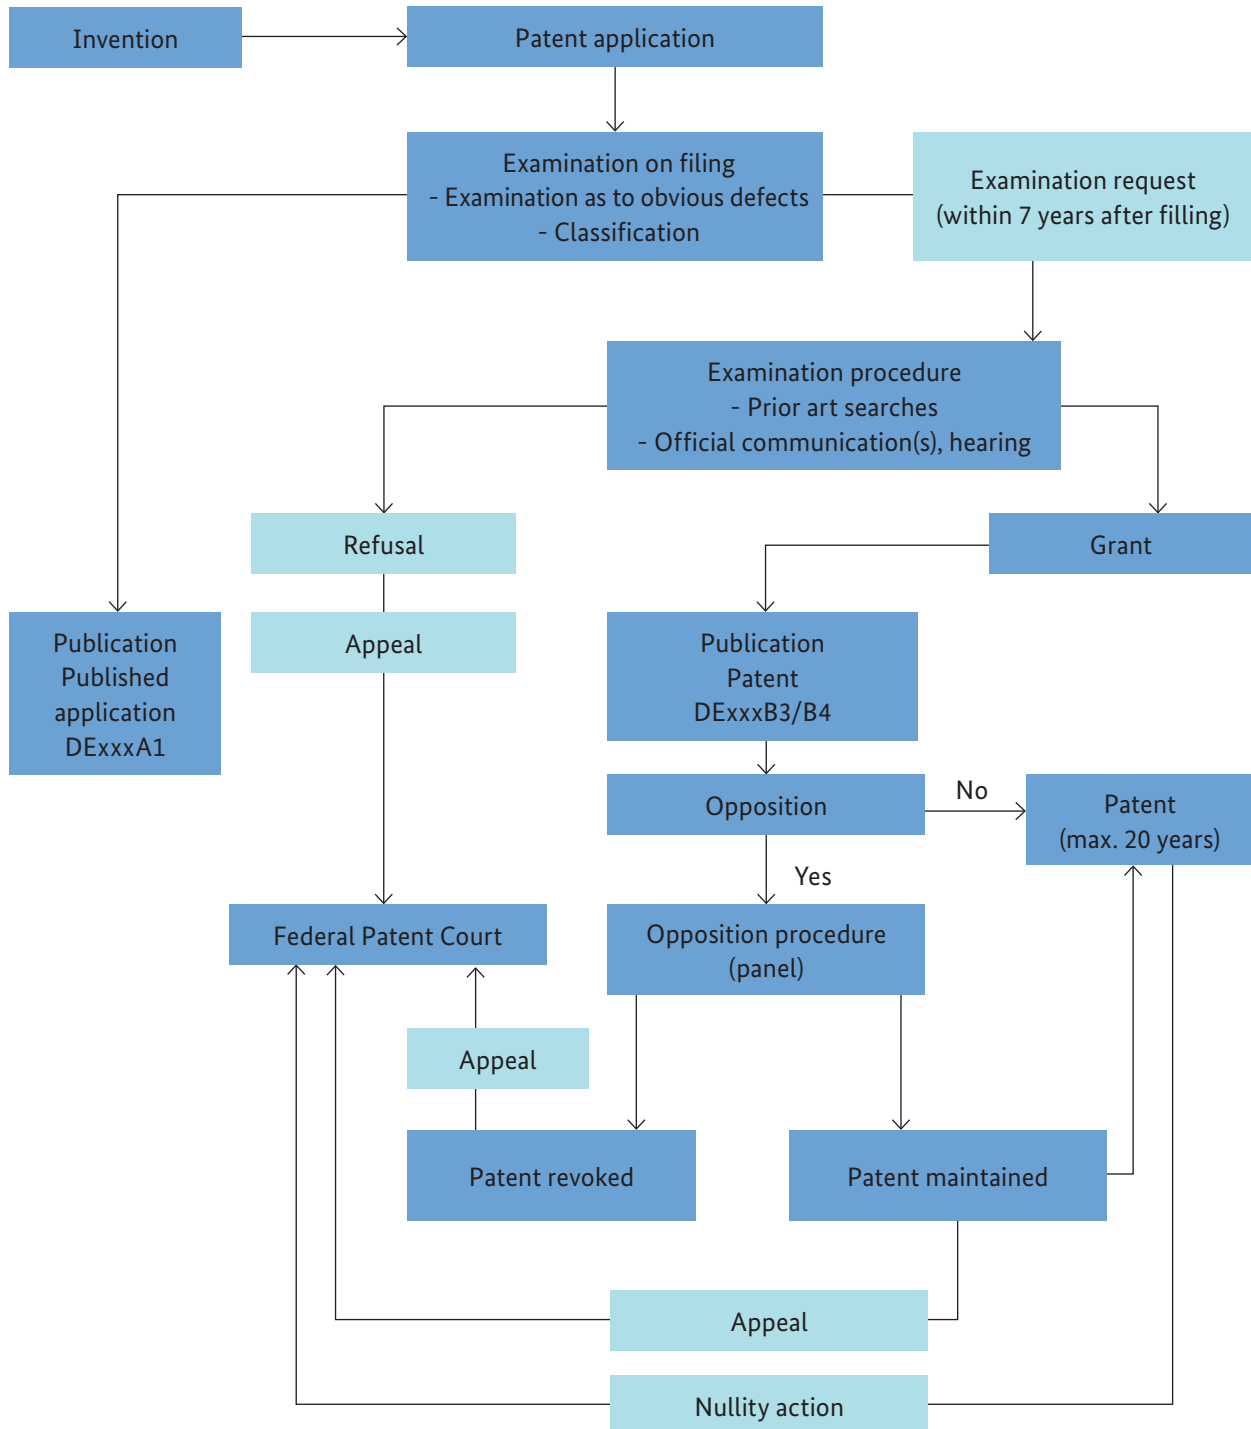 Invention
Patent application
Examination on filing
- Examination as to obvious defects
- Classification
Examination request
(within 7 years after filling)
Examination procedure
- Prior art searches
- Official communication(s), hearing
Refusal
Grant
Appeal
Publication
Published
application
DExxxA1
Publication
Patent
DExxxB3/B4
Opposition
No
Patent
(max. 20 years)
Yes
Federal Patent Court
Opposition procedure
(panel)
Appeal
Patent revoked
Patent maintained
Appeal
Nullity action